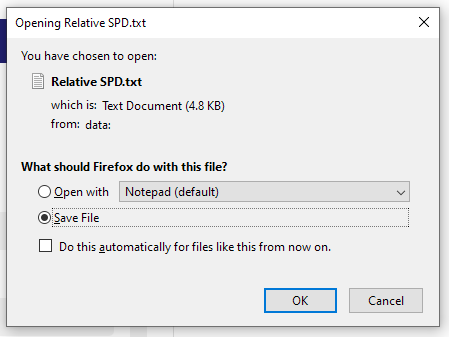 Opening Relative SPD.txt
You have chosen to open:
Relative SPD.txt
which is: Text Document (4.8 KB)
from: data:
What should Firefox do with this file?
Open with
Notepad (default)
Save File
Do this automatically for files like this from now on.
OK
Cancel